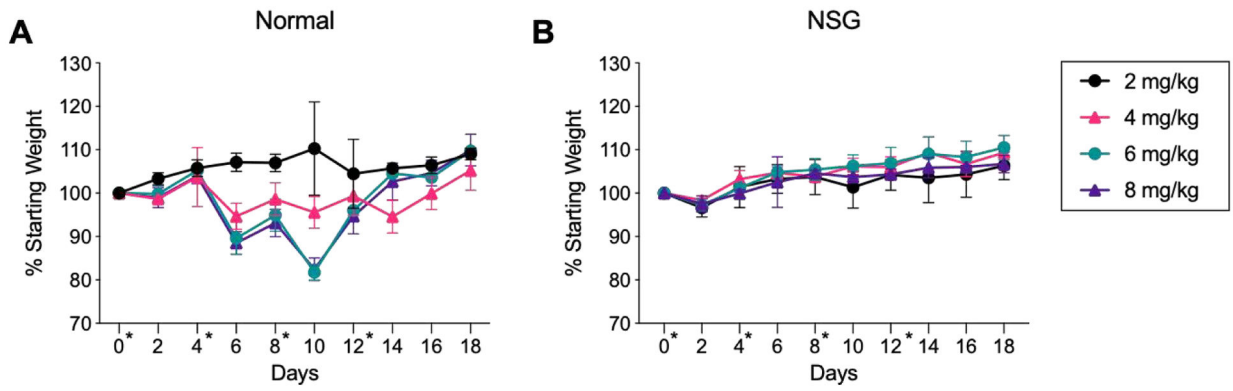 A
Normal
% Starting Weight
130
120
110
100
90
80
70
0* 2 4* 6 8* 10 12* 14 16 18
Days
B
NSG
% Starting Weight
130
120
110
100
90
80
70
0* 2 4* 6 8* 10 12* 14 16 18
Days
2 mg/kg
4 mg/kg
6 mg/kg
8 mg/kg